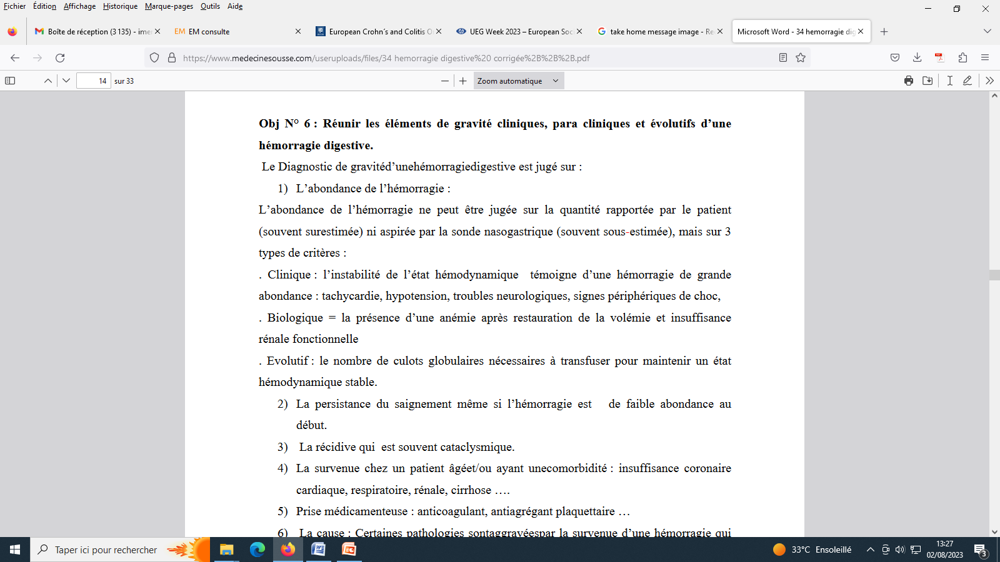 Fichier Édition Affichage Historique Marque-pages Outils Aide
Boîte de réception (3 135) - ime
EM EM consulte
European Crohn´s and Colitis O
UEG Week 2023 – European Soc
take home message image - Re
Microsoft Word - 34 hemorragie dig
https://www.medecinesousse.com/useruploads/files/34 hemorragie digestive%20 corrigée%2B%2B%2B.pdf
14 sur 33
Zoom automatique
Obj N° 6 : Réunir les éléments de gravité cliniques, para cliniques et évolutifs d’une
hémorragie digestive.
Le Diagnostic de gravitéd’unehémorragiedigestive est jugé sur :
1) L’abondance de l’hémorragie :
L’abondance de l’hémorragie ne peut être jugée sur la quantité rapportée par le patient
(souvent surestimée) ni aspirée par la sonde nasogastrique (souvent sous-estimée), mais sur 3
types de critères :
. Clinique : l’instabilité de l’état hémodynamique témoigne d’une hémorragie de grande
abondance : tachycardie, hypotension, troubles neurologiques, signes périphériques de choc,
. Biologique = la présence d’une anémie après restauration de la volémie et insuffisance
rénale fonctionnelle
. Evolutif : le nombre de culots globulaires nécessaires à transfuser pour maintenir un état
hémodynamique stable.
2) La persistance du saignement même si l’hémorragie est de faible abondance au
début.
3) La récidive qui est souvent cataclysmique.
4) La survenue chez un patient âgéet/ou ayant unecomorbidité : insuffisance coronaire
cardiaque, respiratoire, rénale, cirrhose ….
5) Prise médicamenteuse : anticoagulant, antiagrégant plaquettaire …
6) La cause : Certaines pathologies sontaggravéespar la survenue d’une hémorragie qui
Taper ici pour rechercher
33°C Ensoleillé
13:27
02/08/2023
3